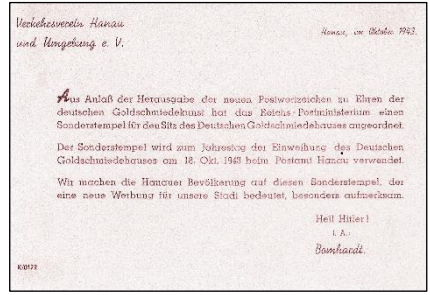 Verkehrsverein Hanau
und Umgebung e. V.
Hanau, im Oktober 1943.
Aus Anlaß der Herausgabe der neuen Postwertzeichen zu Ehren der
deutschen Goldschmiedekunst hat das Reichs-Postministerium einen
Sonderstempel für den Sitz des Deutschen Goldschmiedehauses angeordnet.
Der Sonderstempel wird zum Jahrestag der Einweihung des Deutschen
Goldschmiedehauses am 18. Okt. 1943 beim Postamt Hanau verwendet.
Wir machen die Hanauer Bevölkerung auf diesen Sonderstempel, der
eine neue Werbung für unsere Stadt bedeutet, besonders aufmerksam.
Heil Hitler!
I. A.:
Bomhardt.
K/0172